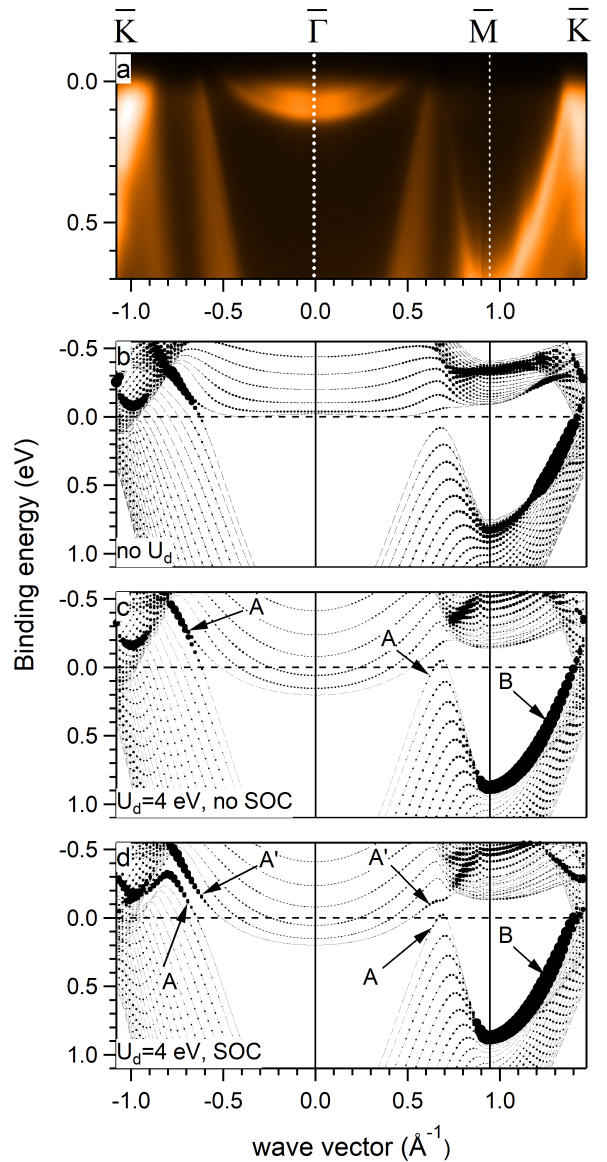 K̅ Γ̅ M̅ K̅
a
0.0
0.5
-1.0 -0.5 0.0 0.5 1.0
b
-0.5
0.0
0.5
1.0
no U_d
c
-0.5
0.0
0.5
1.0
A
A
B
U_d=4 eV, no SOC
d
-0.5
0.0
0.5
1.0
A'
A'
A
A
B
U_d=4 eV, SOC
-1.0 -0.5 0.0 0.5 1.0
Binding energy (eV)
wave vector (Å⁻¹)